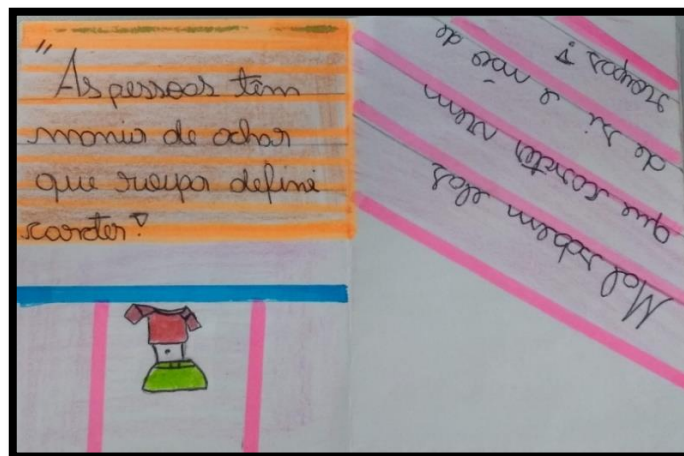 "As pessoas têm
mania de achar
que roupa define
caráter!
Mal sabem elas
que caráter vem
de si e não de
roupas!